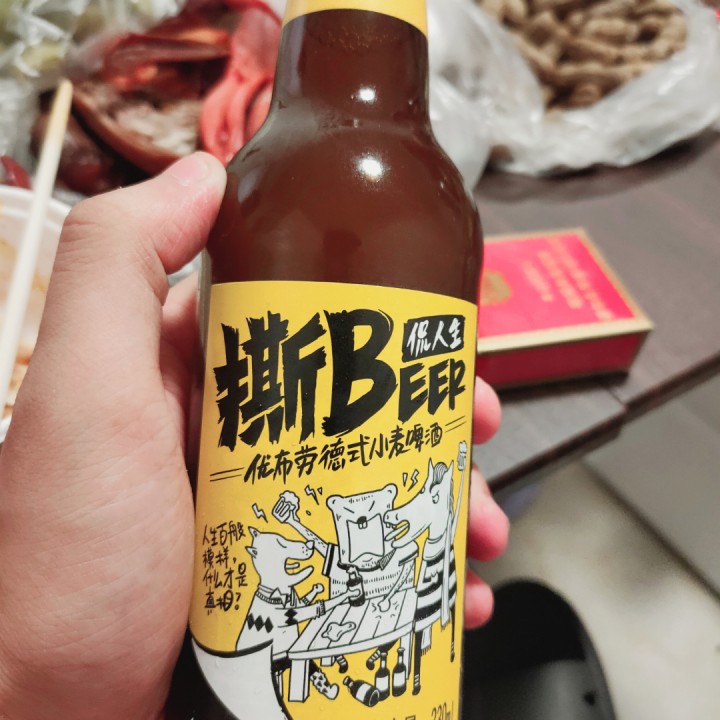 撕BEER
侃人生
优布劳德式小麦啤酒
人生百般
模样,
什么才是
真相?
330ml